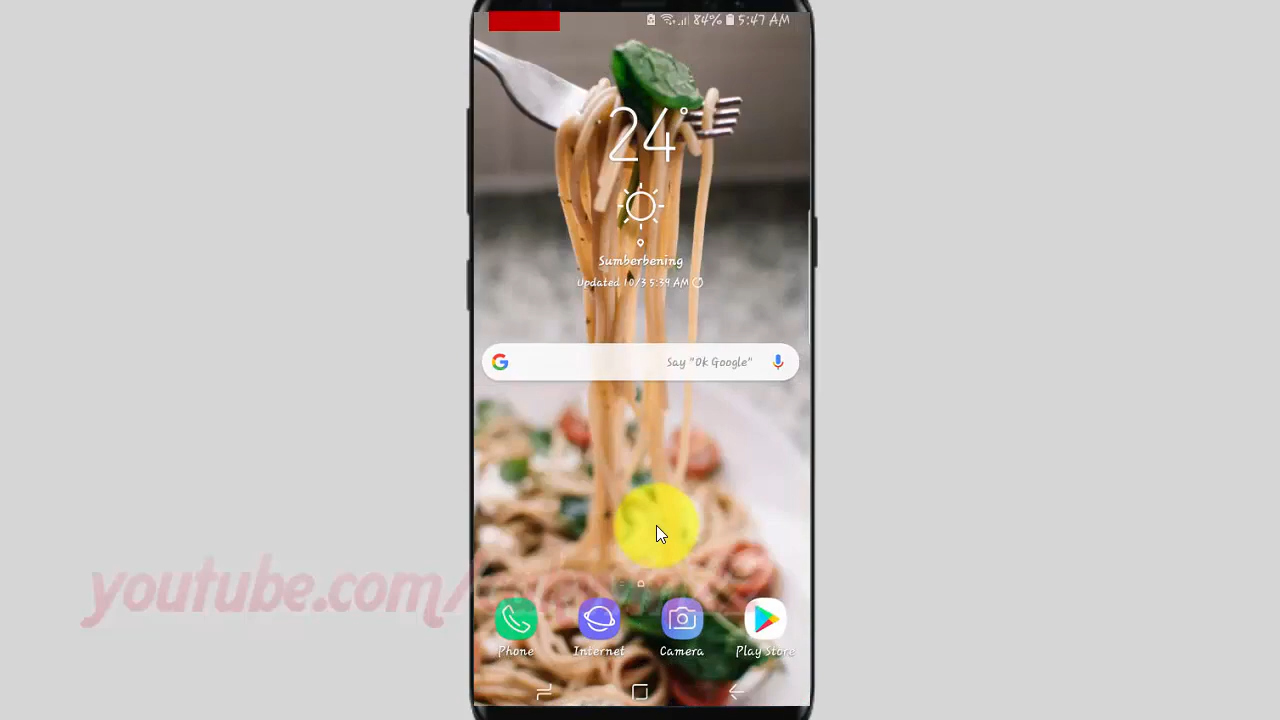 84% 5:47 AM
24°
Sumberbening
Updated 10/3 5:39 AM
G Say "Ok Google"
youtube.com/
Phone Internet Camera Play Store